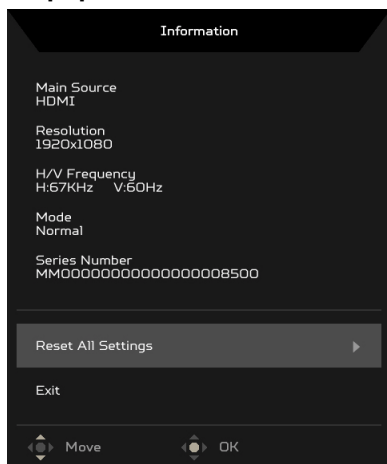 Information
Main Source
HDMI
Resolution
1920x1080
H/V Frequency
H:67KHz V:60Hz
Mode
Normal
Series Number
MM00000000000000008500
Reset All Settings
Exit
Move OK